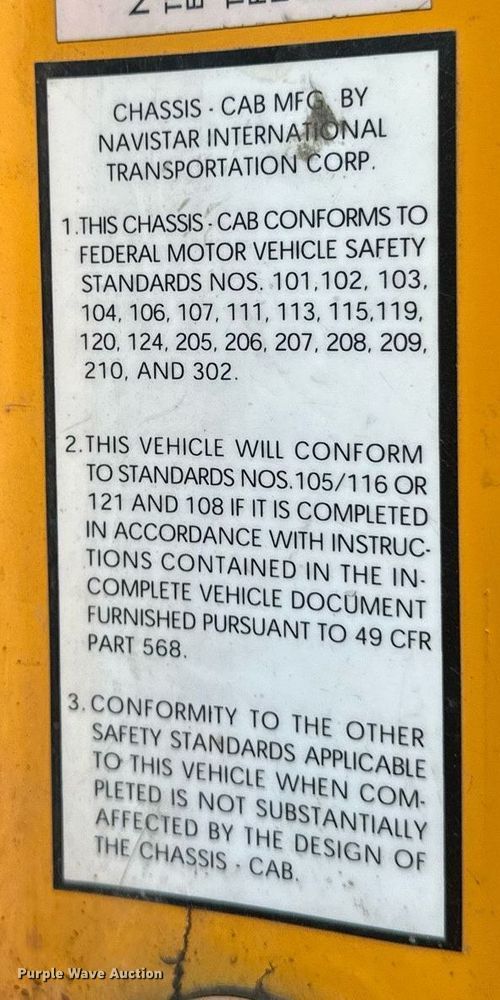 CHASSIS - CAB MFG. BY
NAVISTAR INTERNATIONAL
TRANSPORTATION CORP.
1.THIS CHASSIS - CAB CONFORMS TO
FEDERAL MOTOR VEHICLE SAFETY
STANDARDS NOS. 101,102, 103,
104, 106, 107, 111, 113, 115,119,
120, 124, 205, 206, 207, 208, 209,
210, AND 302.
2.THIS VEHICLE WILL CONFORM
TO STANDARDS NOS.105/116 OR
121 AND 108 IF IT IS COMPLETED
IN ACCORDANCE WITH INSTRUC-
TIONS CONTAINED IN THE IN-
COMPLETE VEHICLE DOCUMENT
FURNISHED PURSUANT TO 49 CFR
PART 568.
3. CONFORMITY TO THE OTHER
SAFETY STANDARDS APPLICABLE
TO THIS VEHICLE WHEN COM-
PLETED IS NOT SUBSTANTIALLY
AFFECTED BY THE DESIGN OF
THE CHASSIS - CAB.
Purple Wave Auction